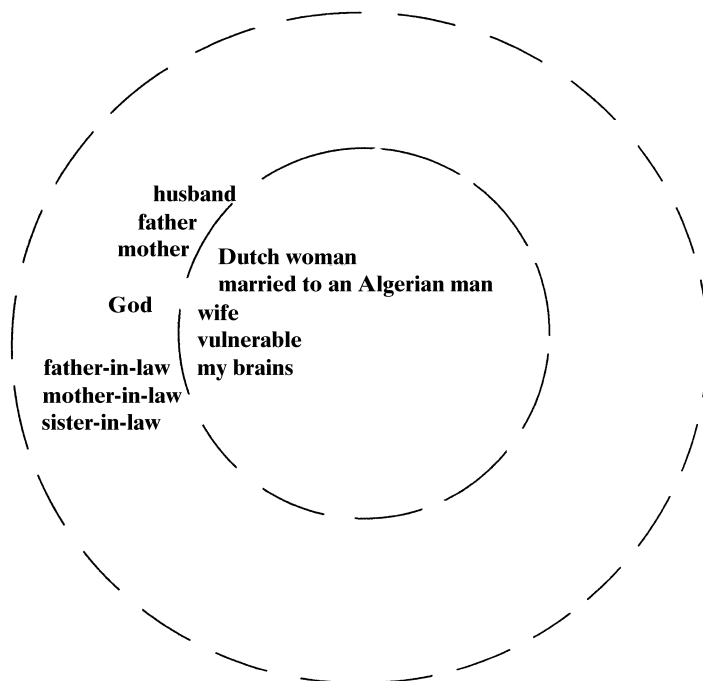 husband
father
mother
Dutch woman
married to an Algerian man
God
wife
vulnerable
my brains
father-in-law
mother-in-law
sister-in-law